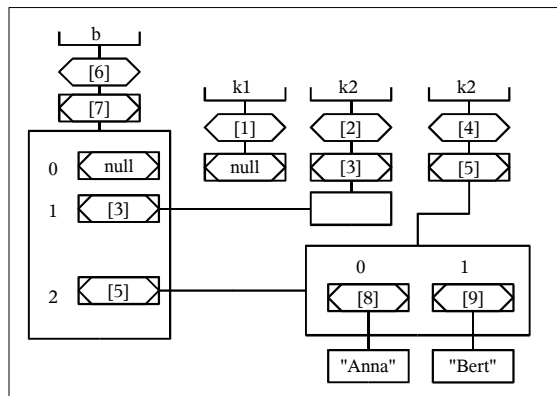 b
[6]
[7]
k1 k2 k2
[1] [2] [4]
0 null null [3] [5]
1 [3]
0 1
2 [5] [8] [9]
"Anna" "Bert"